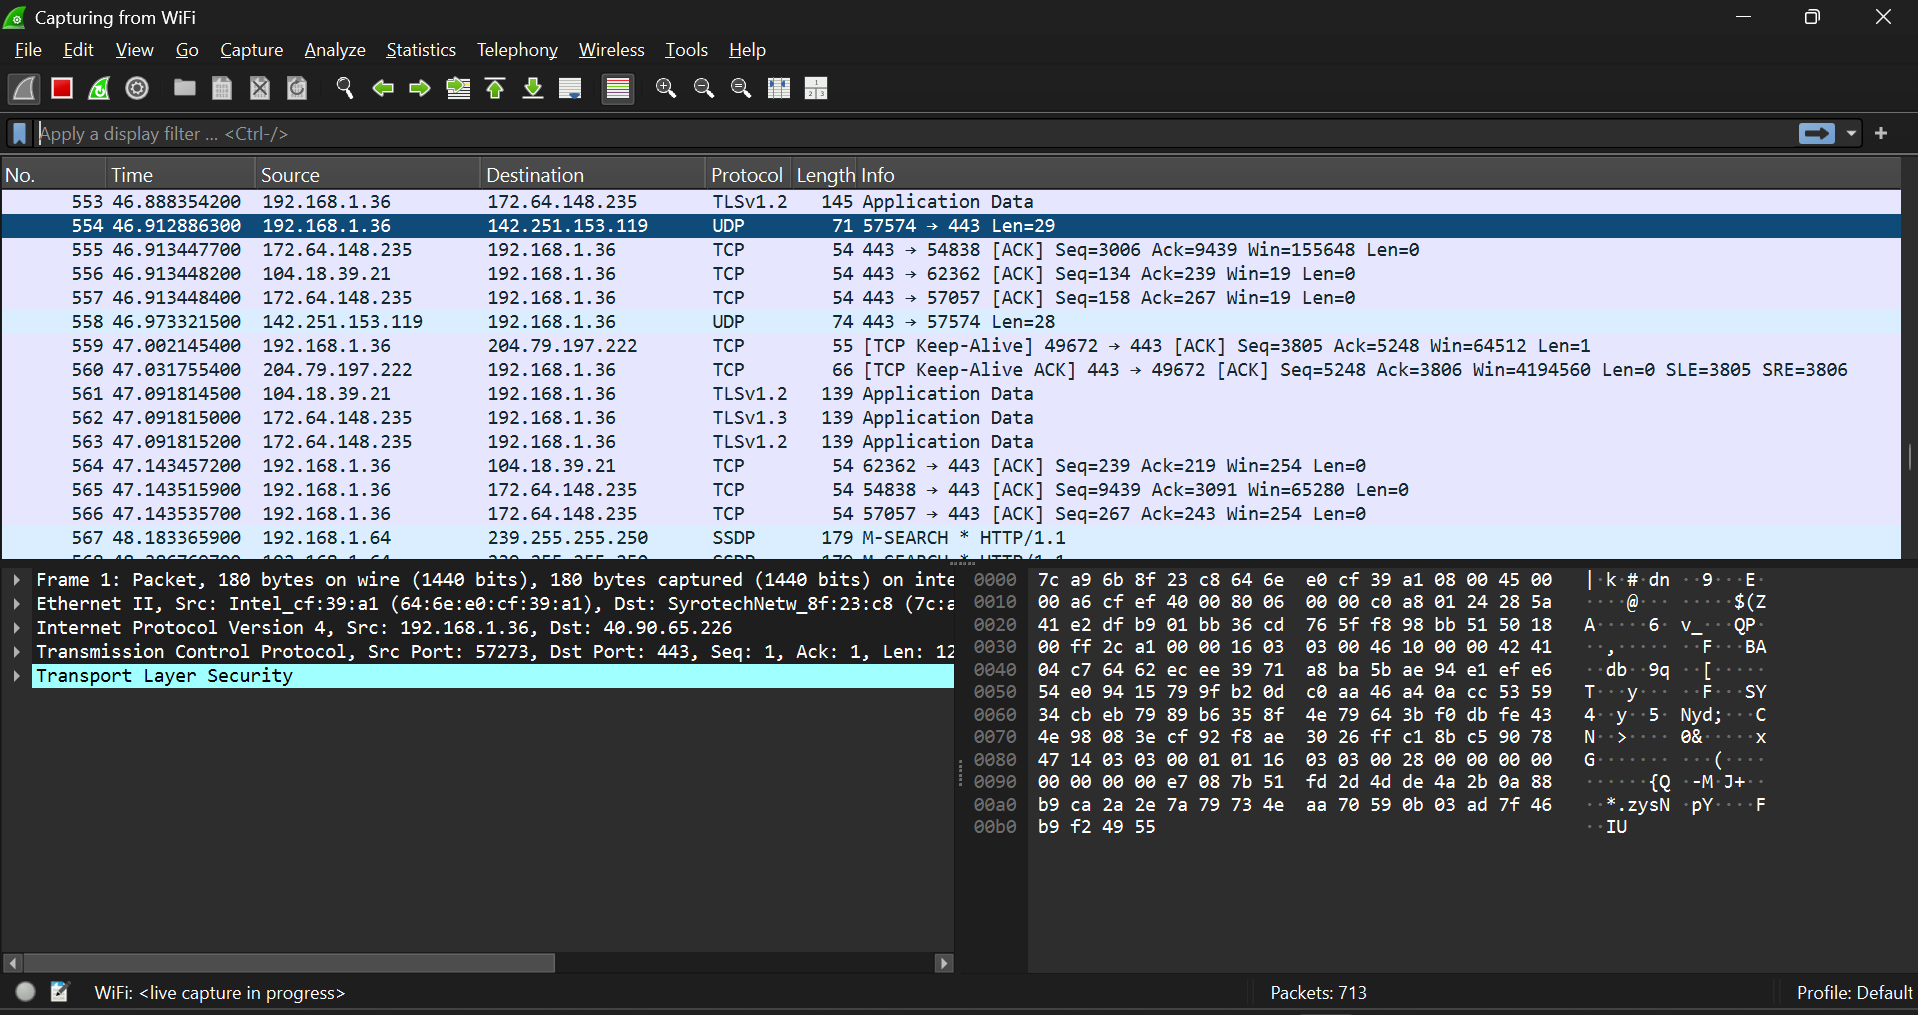 Capturing from WiFi
File Edit View Go Capture Analyze Statistics Telephony Wireless Tools Help
Apply a display filter ... <Ctrl-/>
No. Time Source Destination Protocol Length Info
553 46.888354200 192.168.1.36 172.64.148.235 TLSv1.2 145 Application Data
554 46.912886300 192.168.1.36 142.251.153.119 UDP 71 57574 → 443 Len=29
555 46.913447700 172.64.148.235 192.168.1.36 TCP 54 443 → 54838 [ACK] Seq=3006 Ack=9439 Win=155648 Len=0
556 46.913448200 104.18.39.21 192.168.1.36 TCP 54 443 → 62362 [ACK] Seq=134 Ack=239 Win=19 Len=0
557 46.913448400 172.64.148.235 192.168.1.36 TCP 54 443 → 57057 [ACK] Seq=158 Ack=267 Win=19 Len=0
558 46.973321500 142.251.153.119 192.168.1.36 UDP 74 443 → 57574 Len=28
559 47.002145400 192.168.1.36 204.79.197.222 TCP 55 [TCP Keep-Alive] 49672 → 443 [ACK] Seq=3805 Ack=5248 Win=64512 Len=1
560 47.031755400 204.79.197.222 192.168.1.36 TCP 66 [TCP Keep-Alive ACK] 443 → 49672 [ACK] Seq=5248 Ack=3806 Win=4194560 Len=0 SLE=3805 SRE=3806
561 47.091814500 104.18.39.21 192.168.1.36 TLSv1.2 139 Application Data
562 47.091815000 172.64.148.235 192.168.1.36 TLSv1.3 139 Application Data
563 47.091815200 172.64.148.235 192.168.1.36 TLSv1.2 139 Application Data
564 47.143457200 192.168.1.36 104.18.39.21 TCP 54 62362 → 443 [ACK] Seq=239 Ack=219 Win=254 Len=0
565 47.143515900 192.168.1.36 172.64.148.235 TCP 54 54838 → 443 [ACK] Seq=9439 Ack=3091 Win=65280 Len=0
566 47.143535700 192.168.1.36 172.64.148.235 TCP 54 57057 → 443 [ACK] Seq=267 Ack=243 Win=254 Len=0
567 48.183365900 192.168.1.64 239.255.255.250 SSDP 179 M-SEARCH * HTTP/1.1
Frame 1: Packet, 180 bytes on wire (1440 bits), 180 bytes captured (1440 bits) on inte
Ethernet II, Src: Intel_cf:39:a1 (64:6e:e0:cf:39:a1), Dst: SyrotechNetw_8f:23:c8 (7c:a
Internet Protocol Version 4, Src: 192.168.1.36, Dst: 40.90.65.226
Transmission Control Protocol, Src Port: 57273, Dst Port: 443, Seq: 1, Ack: 1, Len: 12
Transport Layer Security
0000 7c a9 6b 8f 23 c8 64 6e e0 cf 39 a1 08 00 45 00 |·k·#·dn ··9···E·
0010 00 a6 cf ef 40 00 80 06 00 00 c0 a8 01 24 28 5a ····@··· ·····$(Z
0020 41 e2 df b9 01 bb 36 cd 76 5f f8 98 bb 51 50 18 A·····6· v_···QP·
0030 00 ff 2c a1 00 00 16 03 03 00 46 10 00 00 42 41 ··,····· ··F···BA
0040 04 c7 64 62 ec ee 39 71 a8 ba 5b ae 94 e1 ef e6 ··db··9q ··[·····
0050 54 e0 94 15 79 9f b2 0d c0 aa 46 a4 0a cc 53 59 T···y··· ··F···SY
0060 34 cb eb 79 89 b6 35 8f 4e 79 64 3b f0 db fe 43 4··y··5· Nyd;···C
0070 4e 98 08 3e cf 92 f8 ae 30 26 ff c1 8b c5 90 78 N··>···· 0&·····x
0080 47 14 03 03 00 01 01 16 03 03 00 28 00 00 00 00 G······· ···(····
0090 00 00 00 00 e7 08 7b 51 fd 2d 4d de 4a 2b 0a 88 ······{Q ·-M·J+··
00a0 b9 ca 2a 2e 7a 79 73 4e aa 70 59 0b 03 ad 7f 46 ··*.zysN ·pY····F
00b0 b9 f2 49 55 ··IU
WiFi: <live capture in progress> Packets: 713 Profile: Default